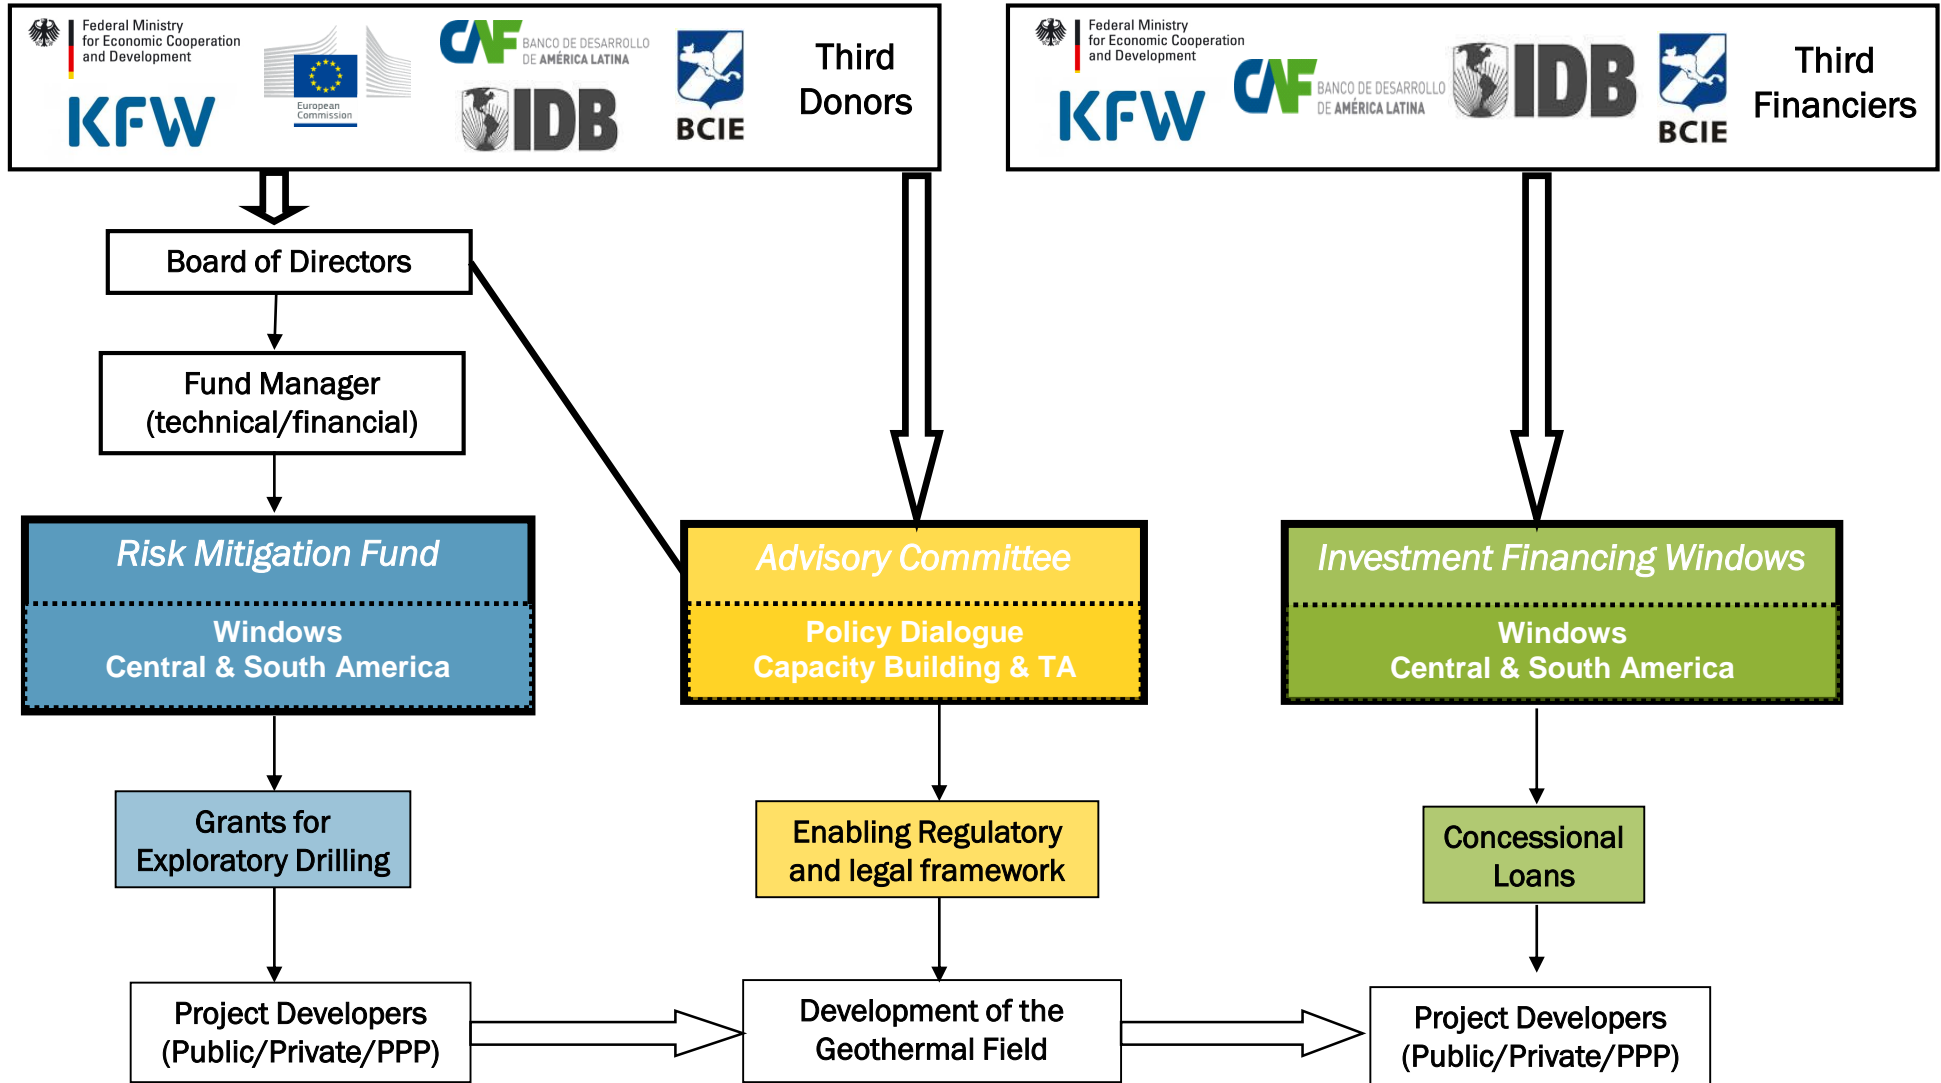 Federal Ministry
for Economic Cooperation
and Development
KFW
European
Commission
CAF BANCO DE DESARROLLO
DE AMÉRICA LATINA
IDB
BCIE
Third
Donors
Federal Ministry
for Economic Cooperation
and Development
KFW
CAF BANCO DE DESARROLLO
DE AMÉRICA LATINA
IDB
BCIE
Third
Financiers
Board of Directors
Fund Manager
(technical/financial)
Risk Mitigation Fund
Windows
Central & South America
Advisory Committee
Policy Dialogue
Capacity Building & TA
Investment Financing Windows
Windows
Central & South America
Grants for
Exploratory Drilling
Enabling Regulatory
and legal framework
Concessional
Loans
Project Developers
(Public/Private/PPP)
Development of the
Geothermal Field
Project Developers
(Public/Private/PPP)